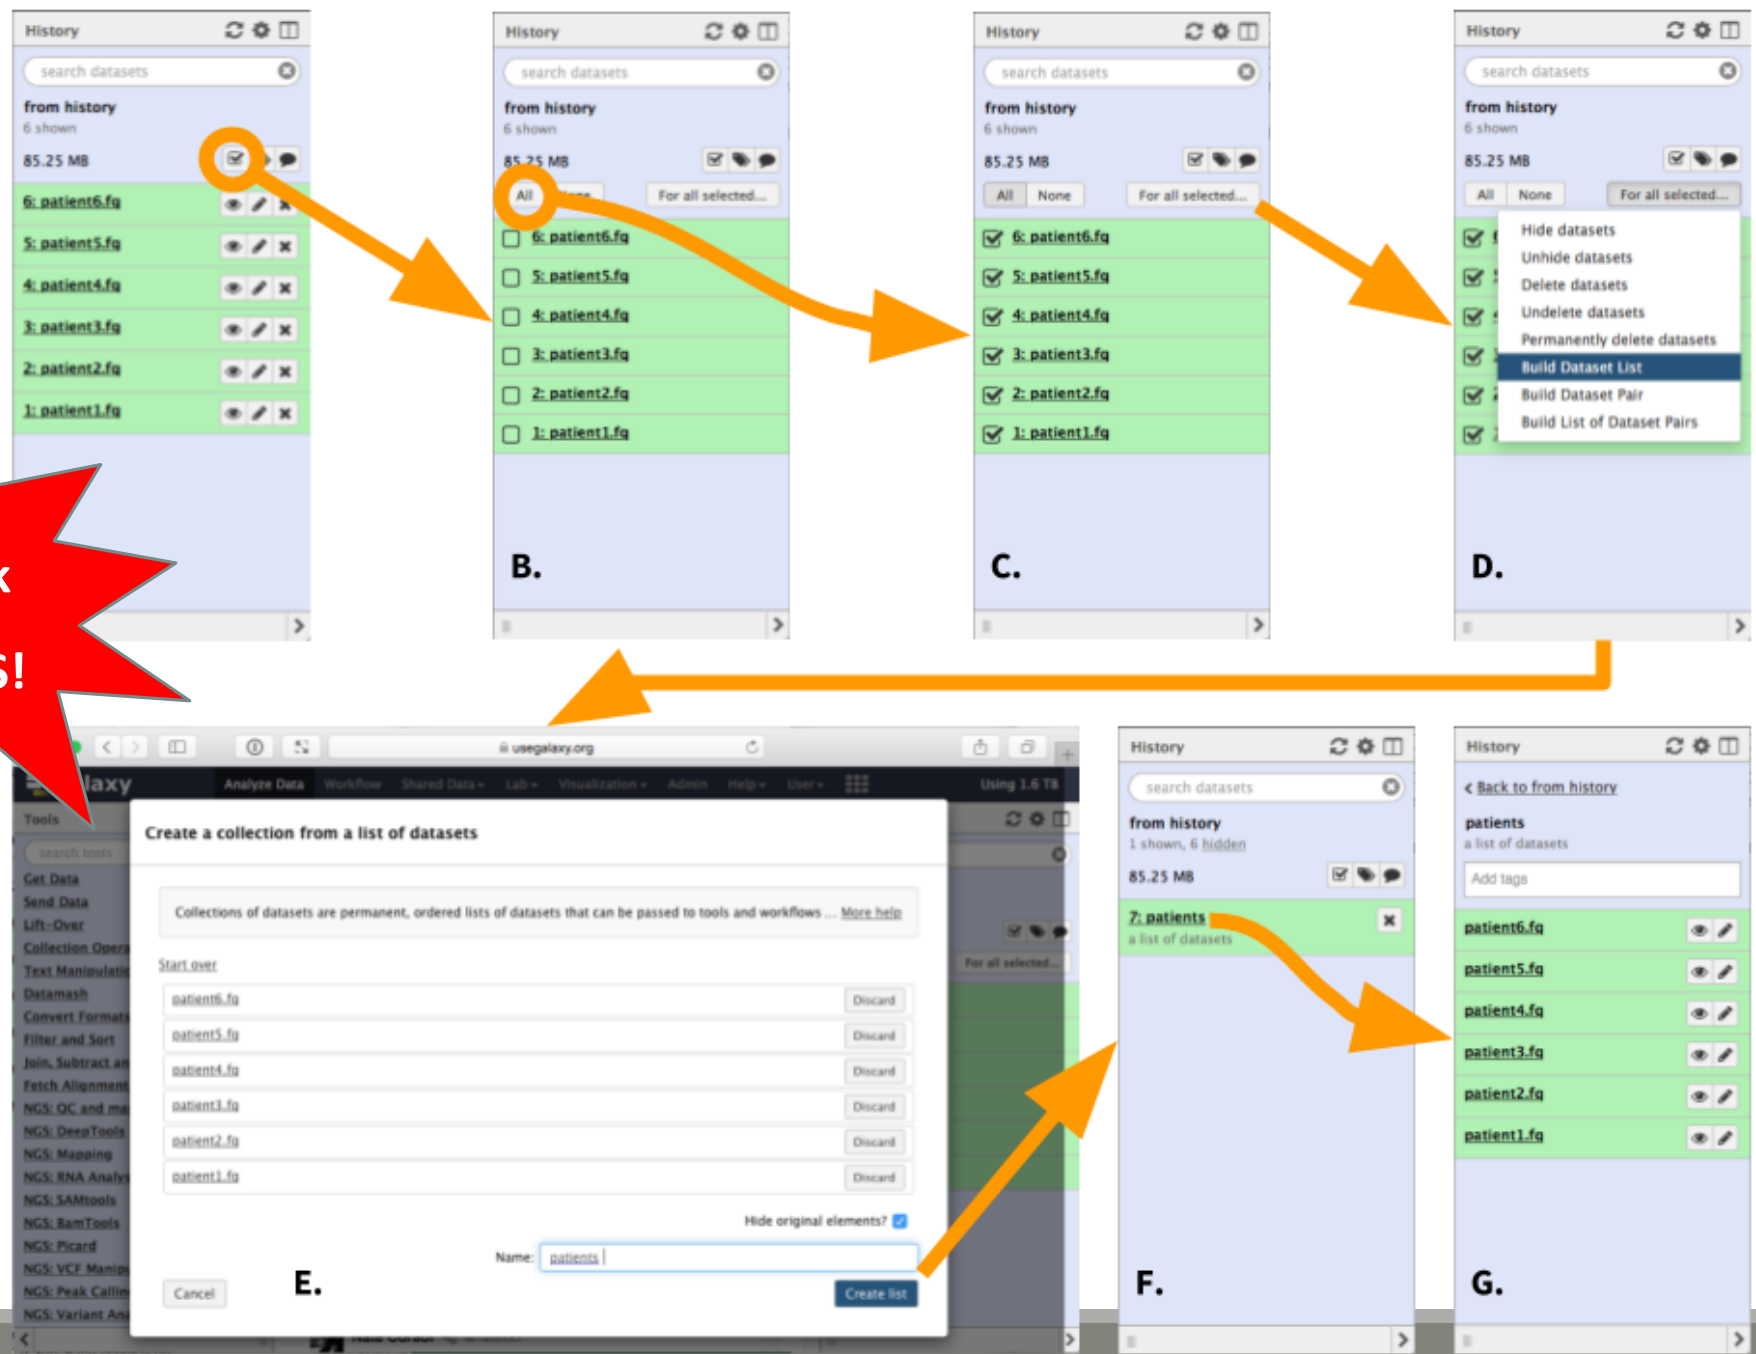 History
search datasets
from history
6 shown
85.25 MB
6: patient6.fq
5: patient5.fq
4: patient4.fq
3: patient3.fq
2: patient2.fq
1: patient1.fq
S!
History
search datasets
from history
6 shown
85.25 MB
All None For all selected...
6: patient6.fq
5: patient5.fq
4: patient4.fq
3: patient3.fq
2: patient2.fq
1: patient1.fq
B.
History
search datasets
from history
6 shown
85.25 MB
All None For all selected...
6: patient6.fq
5: patient5.fq
4: patient4.fq
3: patient3.fq
2: patient2.fq
1: patient1.fq
C.
History
search datasets
from history
6 shown
85.25 MB
All None For all selected...
Hide datasets
Unhide datasets
Delete datasets
Undelete datasets
Permanently delete datasets
Build Dataset List
Build Dataset Pair
Build List of Dataset Pairs
D.
usegalaxy.org
laxy Analyze Data Workflow Shared Data Lab Visualization Admin Help User Using 1.6 TB
Tools
search tools
Get Data
Send Data
Lift-Over
Collection Opera
Text Manipulatio
Datamash
Convert Formats
Filter and Sort
Join, Subtract an
Fetch Alignment
NGS: QC and ma
NGS: DeepTools
NGS: Mapping
NGS: RNA Analys
NGS: SAMtools
NGS: BamTools
NGS: Picard
NGS: VCF Manipu
NGS: Peak Callin
NGS: Variant Ana
Create a collection from a list of datasets
Collections of datasets are permanent, ordered lists of datasets that can be passed to tools and workflows ... More help
Start over
patient6.fq Discard
patient5.fq Discard
patient4.fq Discard
patient3.fq Discard
patient2.fq Discard
patient1.fq Discard
Hide original elements?
Name: patients
Cancel Create list
E.
For all selected...
History
search datasets
from history
1 shown, 6 hidden
85.25 MB
7: patients
a list of datasets
F.
History
Back to from history
patients
a list of datasets
Add tags
patient6.fq
patient5.fq
patient4.fq
patient3.fq
patient2.fq
patient1.fq
G.